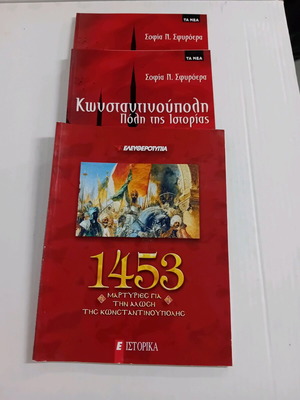 ΤΑ ΝΕΑ
Σοφία Ν. Σφυρόερα
ΤΑ ΝΕΑ
Σοφία Ν. Σφυρόερα
Κωνσταντινούπολη
Πόλη της Ιστορίας
ΕΛΕΥΘΕΡΟΤΥΠΙΑ
1453
ΜΑΡΤΥΡΙΕΣ ΓΙΑ
ΤΗΝ ΑΛΩΣΗ
ΤΗΣ ΚΩΝΣΤΑΝΤΙΝΟΥΠΟΛΗΣ
Ε ΙΣΤΟΡΙΚΑ